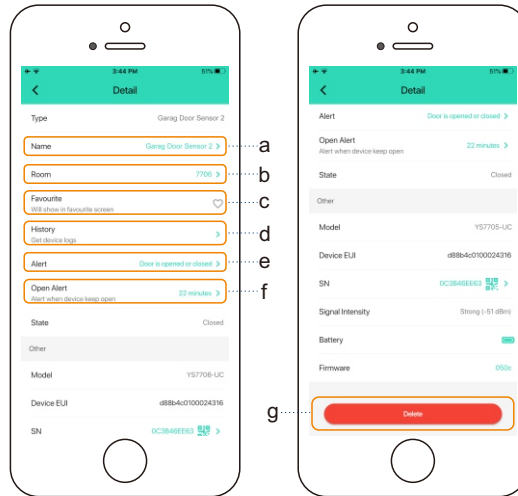 3:44 PM
51%
Detail
Type Garag Door Sensor 2
Name Garag Door Sensor 2
a
Room 7706
b
Favourite
Will show in favourite screen
c
History
Get device logs
d
Alert Door is opened or closed
e
Open Alert
Alert when device keep open
22 minutes
f
State Closed
Other
Model YS7706-UC
Device EUI d88b4c0100024316
SN 0C3846EE63
3:44 PM
51%
Detail
Alert Door is opened or closed
Open Alert
Alert when device keep open
22 minutes
State Closed
Other
Model YS7705-UC
Device EUI d88b4c0100024316
SN 0C3846EE63
Signal Intensity Strong (-51 dBm)
Battery
Firmware 050c
g
Delete